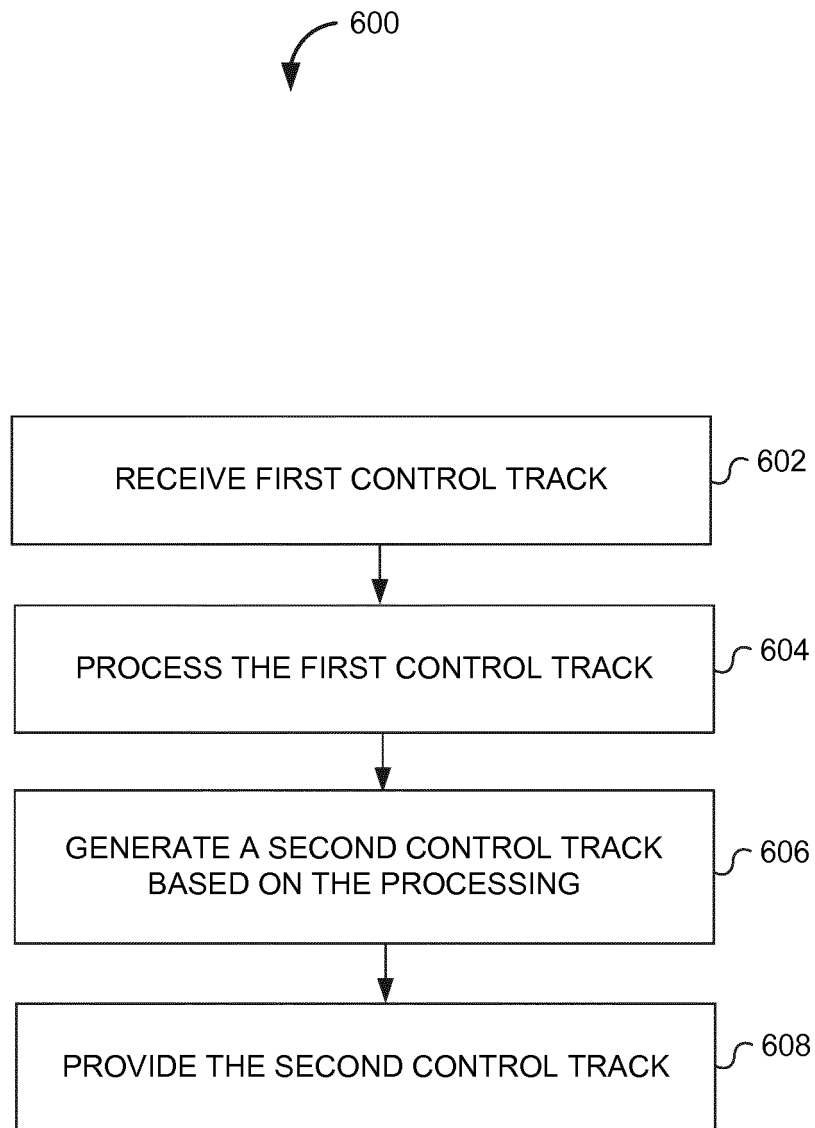 600
RECEIVE FIRST CONTROL TRACK
602
PROCESS THE FIRST CONTROL TRACK
604
GENERATE A SECOND CONTROL TRACK
BASED ON THE PROCESSING
606
PROVIDE THE SECOND CONTROL TRACK
608